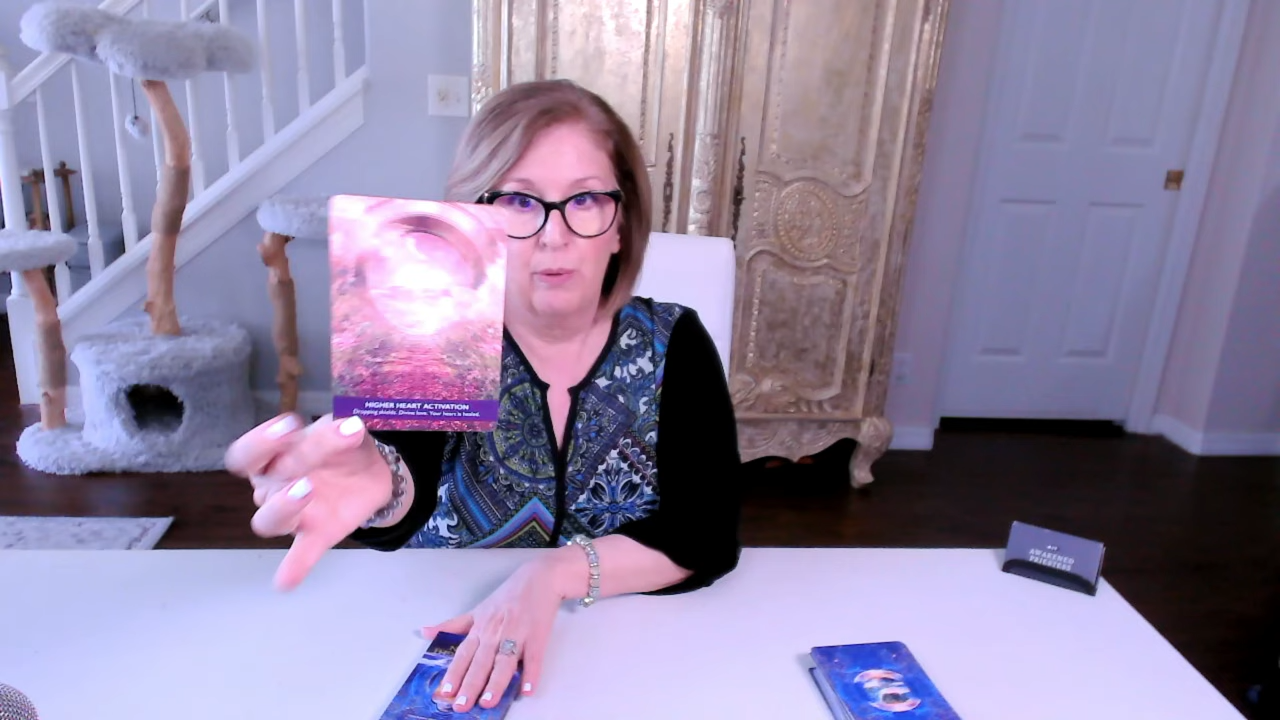 HIGHER HEART ACTIVATION
Dropping shields. Divine love. Your heart is healed.
AWAKENED
PRIESTESS